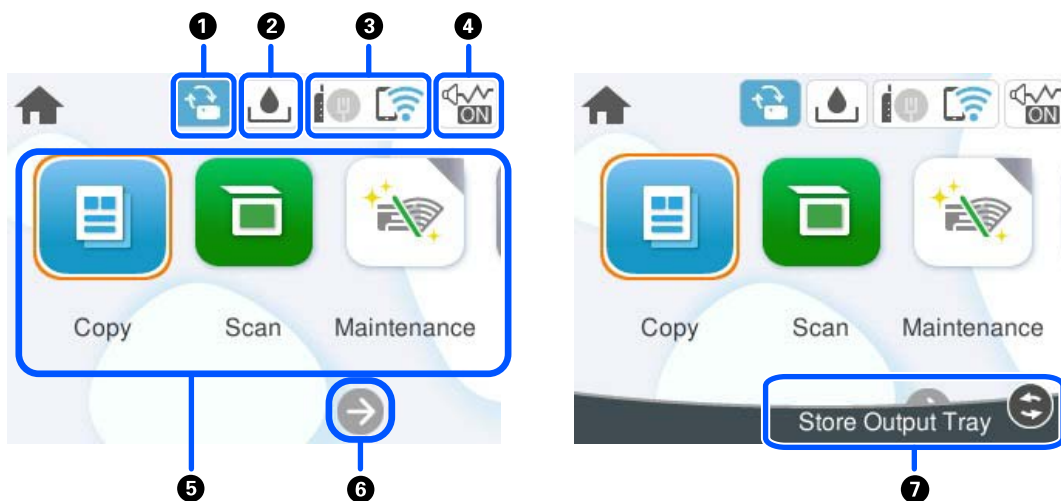 1 2 3 4
ON ON
Copy Scan Maintenance Copy Scan Maintenance
Store Output Tray
5 6 7